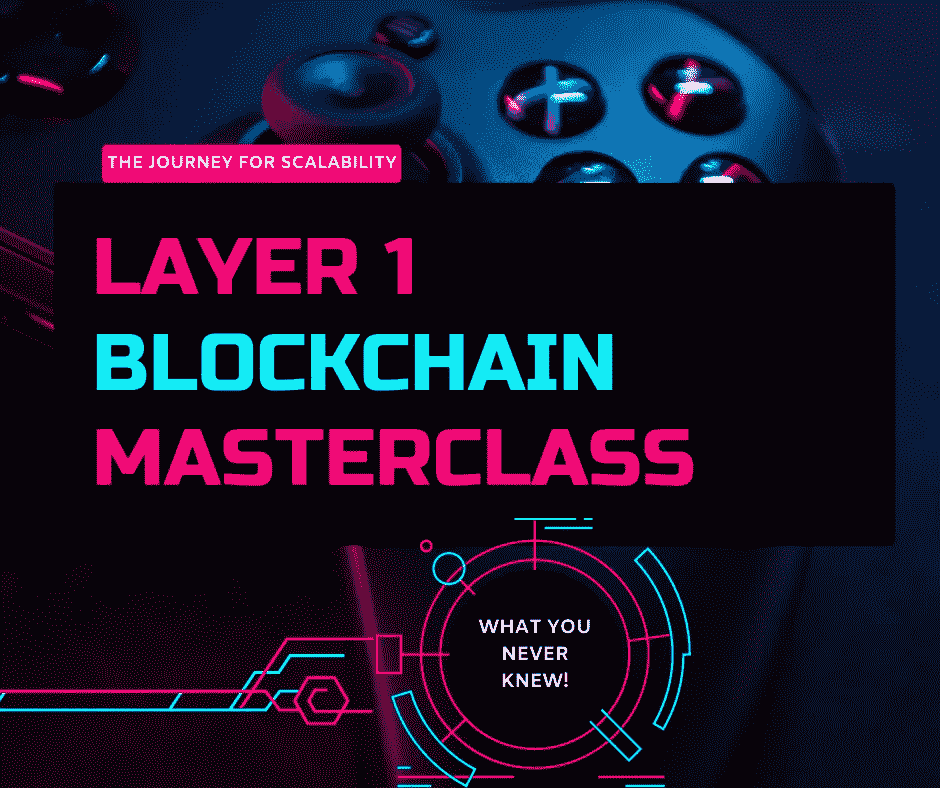 THE JOURNEY FOR SCALABILITY
LAYER 1
BLOCKCHAIN
MASTERCLASS
WHAT YOU
NEVER
KNEW!